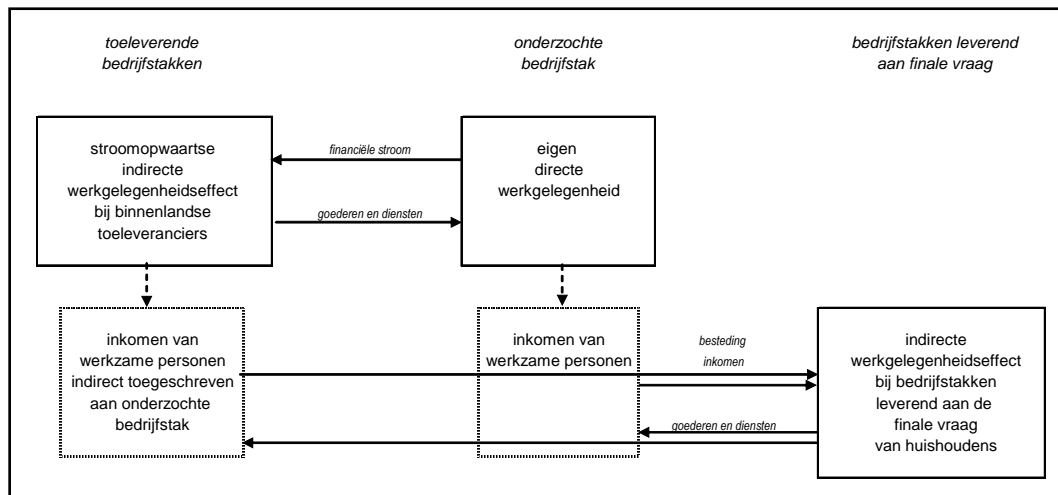 toeleverende
bedrijfstakken
onderzochte
bedrijfstak
bedrijfstakken leverend
aan finale vraag
stroomopwaartse
indirecte
werkgelegenheidseffect
bij binnenlandse
toeleveranciers
financiële stroom
goederen en diensten
eigen
directe
werkgelegenheid
inkomen van
werkzame personen
indirect toegeschreven
aan onderzochte
bedrijfstak
inkomen van
werkzame personen
besteding
inkomen
goederen en diensten
indirecte
werkgelegenheidseffect
bij bedrijfstakken
leverend aan de
finale vraag
van huishoudens